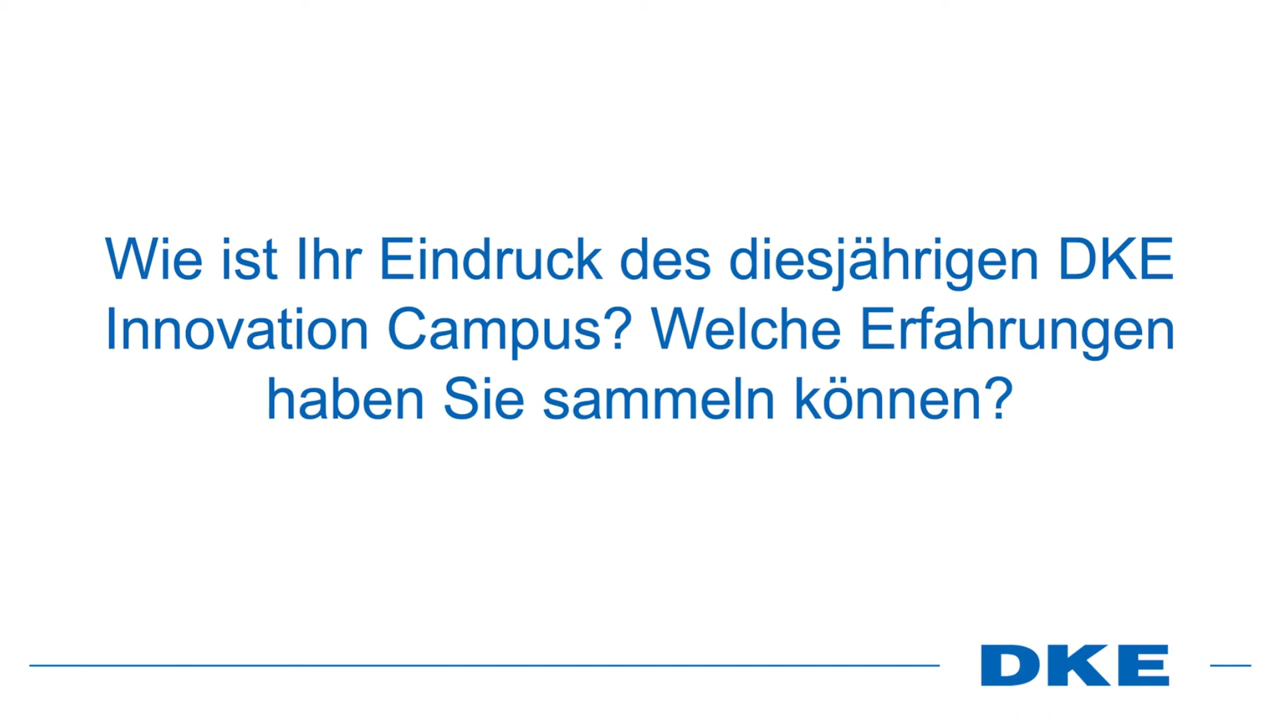 Wie ist Ihr Eindruck des diesjährigen DKE
Innovation Campus? Welche Erfahrungen
haben Sie sammeln können?
DKE